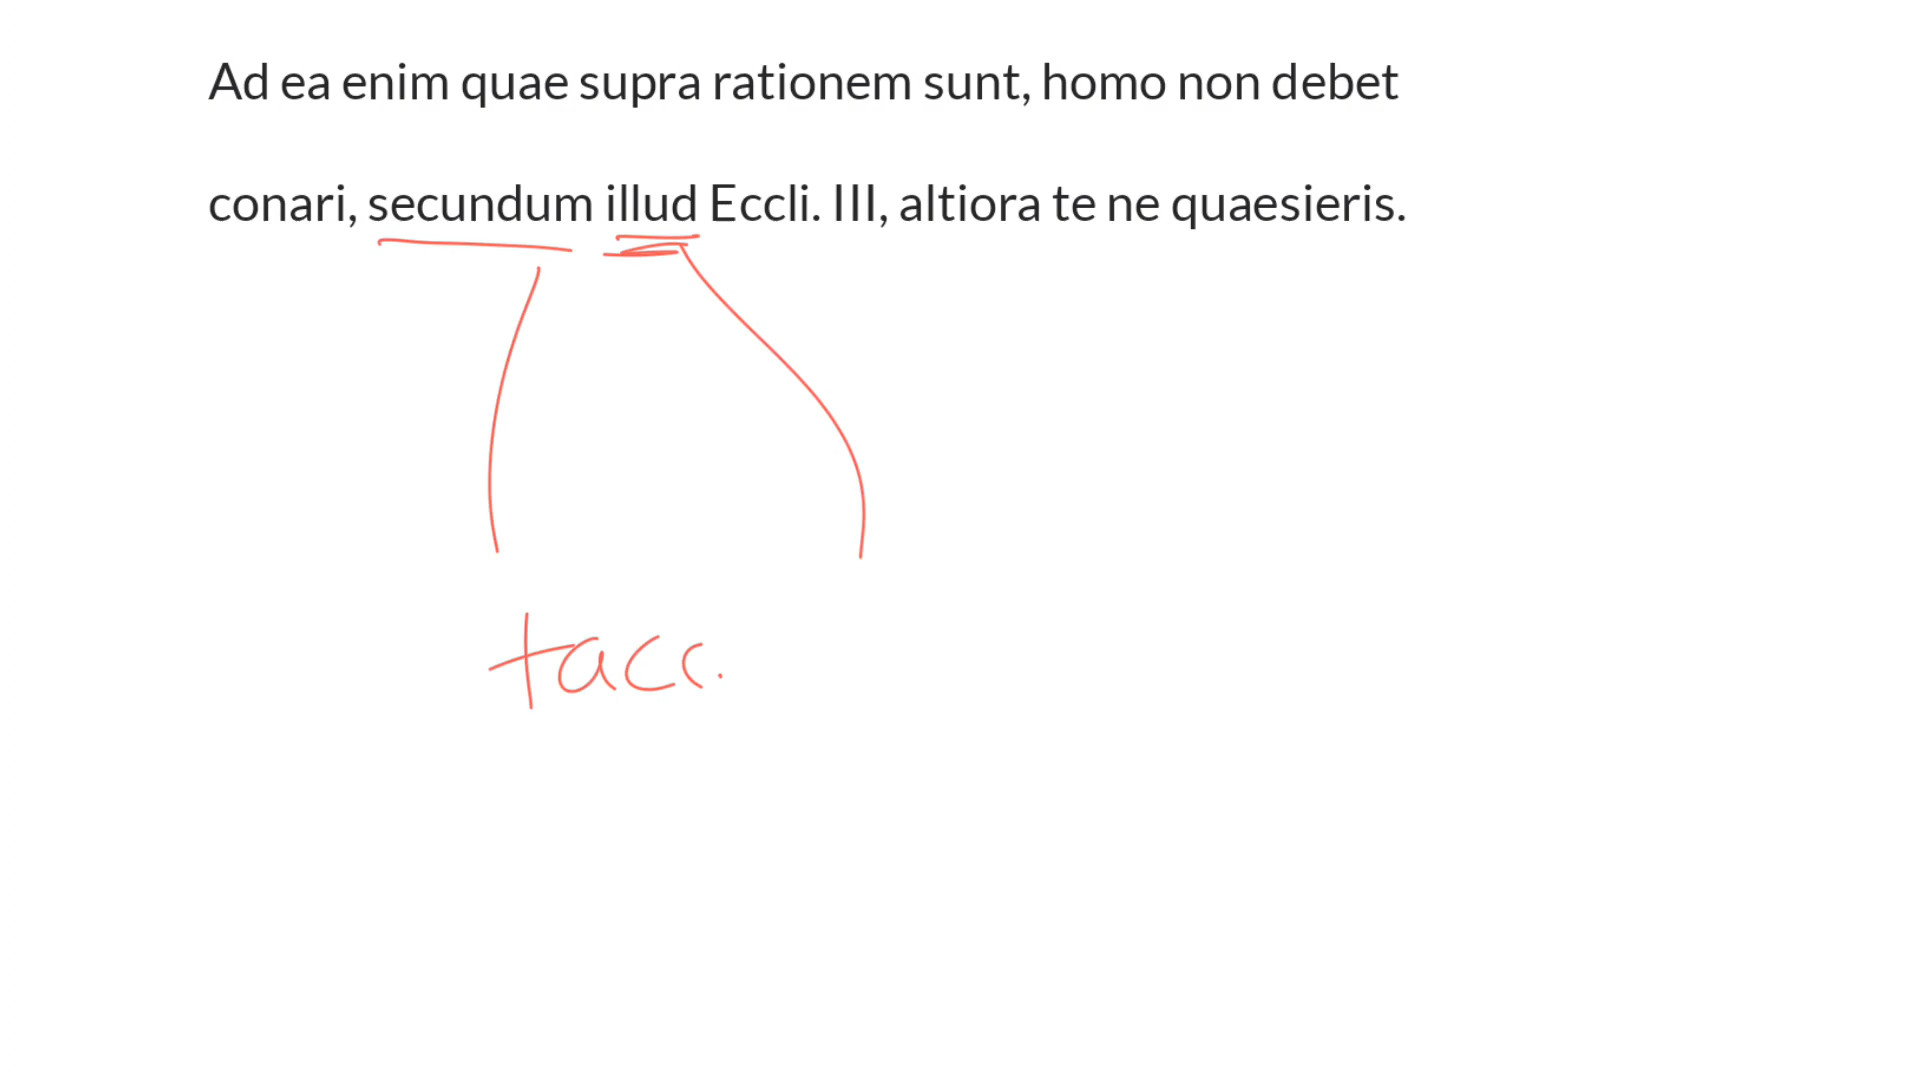 Ad ea enim quae supra rationem sunt, homo non debet
conari, secundum illud Eccli. III, altiora te ne quaesieris.
+acc.